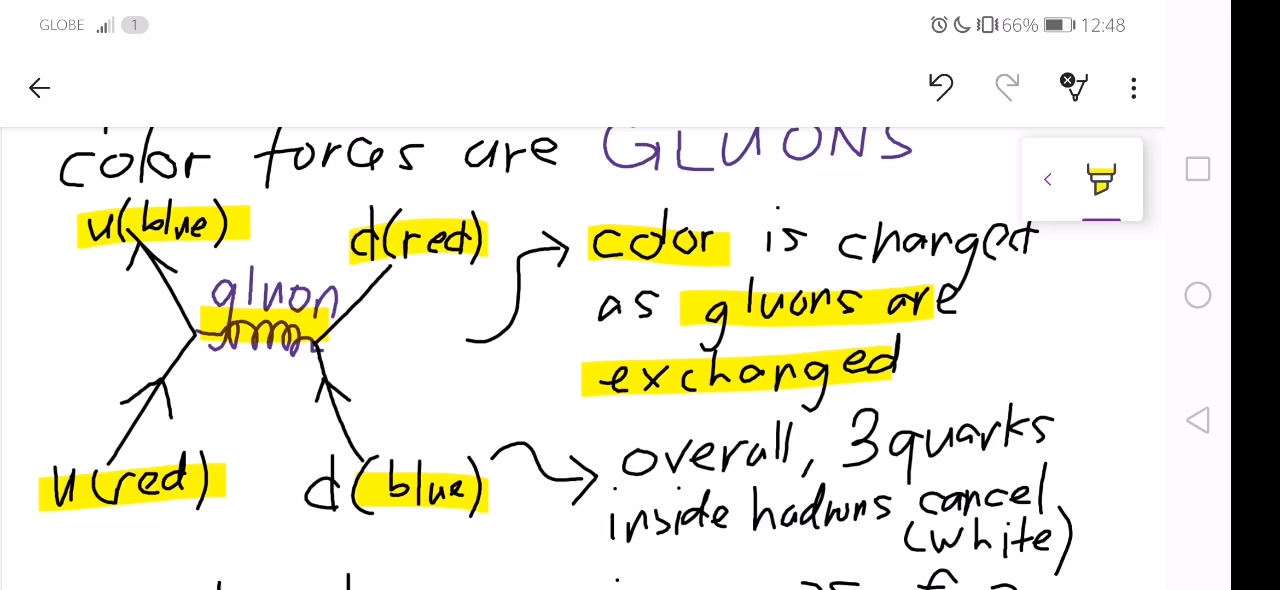 GLOBE 1 66% 12:48
color forces are GLUONS
u(blue) d(red)
gluon
u(red) d(blue)
color is changed
as gluons are
exchanged
overall, 3 quarks
inside hadrons cancel
(white)